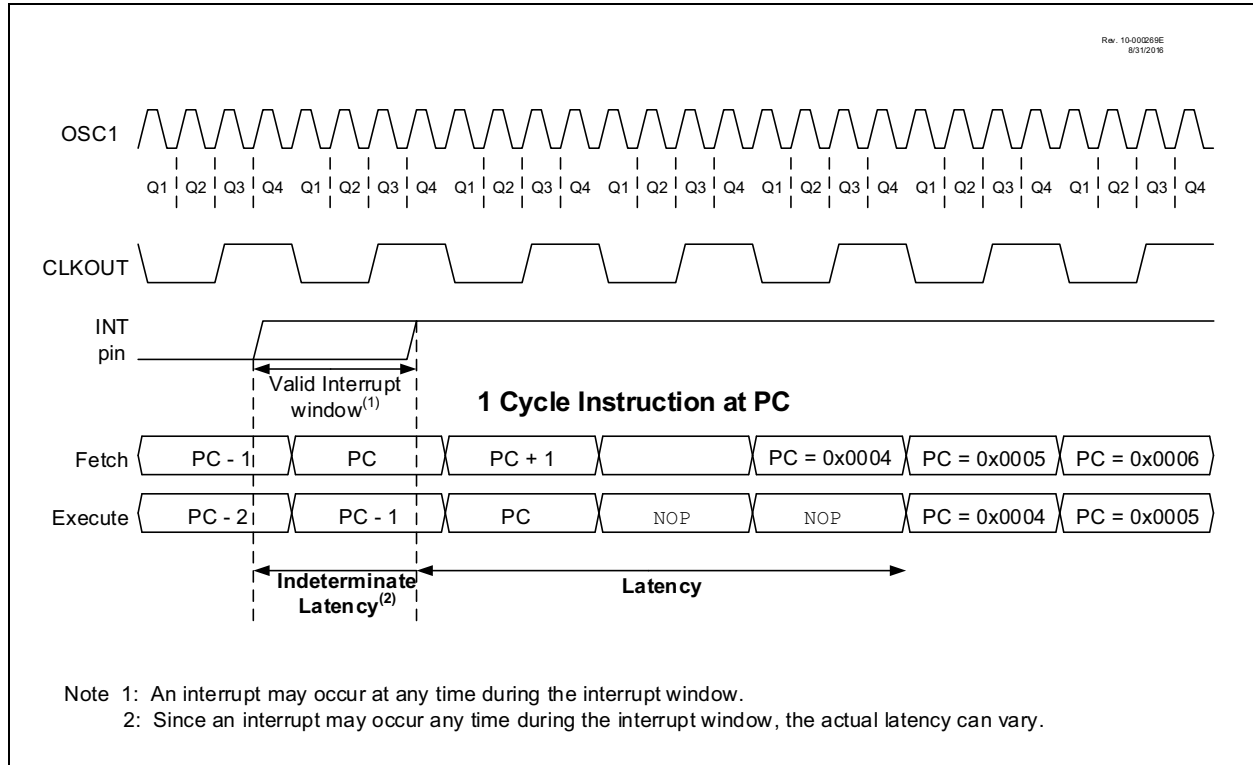 Rev. 10-000269E
8/31/2016
OSC1
Q1 Q2 Q3 Q4 Q1 Q2 Q3 Q4 Q1 Q2 Q3 Q4 Q1 Q2 Q3 Q4 Q1 Q2 Q3 Q4 Q1 Q2 Q3 Q4 Q1 Q2 Q3 Q4
CLKOUT
INT
pin
Valid Interrupt
window(1)
1 Cycle Instruction at PC
Fetch PC - 1 PC PC + 1 PC = 0x0004 PC = 0x0005 PC = 0x0006
Execute PC - 2 PC - 1 PC NOP NOP PC = 0x0004 PC = 0x0005
Indeterminate
Latency(2)
Latency
Note 1: An interrupt may occur at any time during the interrupt window.
2: Since an interrupt may occur any time during the interrupt window, the actual latency can vary.